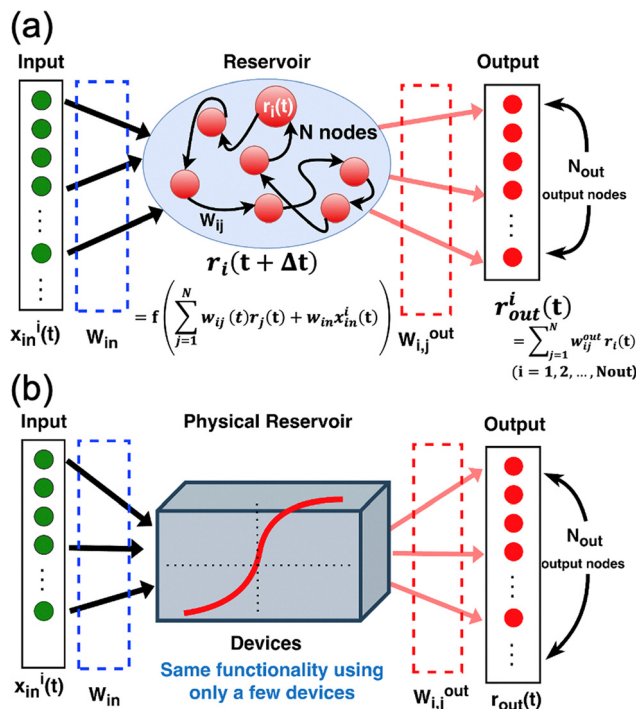 (a)
Input
Reservoir
Output
r_i(t)
N nodes
W_ij
N_out
output nodes
r_i(t + Δt)
= f ( ∑_{j=1}^{N} w_ij (t) r_j(t) + w_in x_in^i(t) )
x_in^i(t)
W_in
W_i,j^out
r_out^i(t)
= ∑_{j=1}^{N} w_ij^out r_i(t)
(i = 1, 2, ..., Nout)
(b)
Input
Physical Reservoir
Output
N_out
output nodes
Devices
Same functionality using
only a few devices
x_in^i(t)
W_in
W_i,j^out
r_out(t)